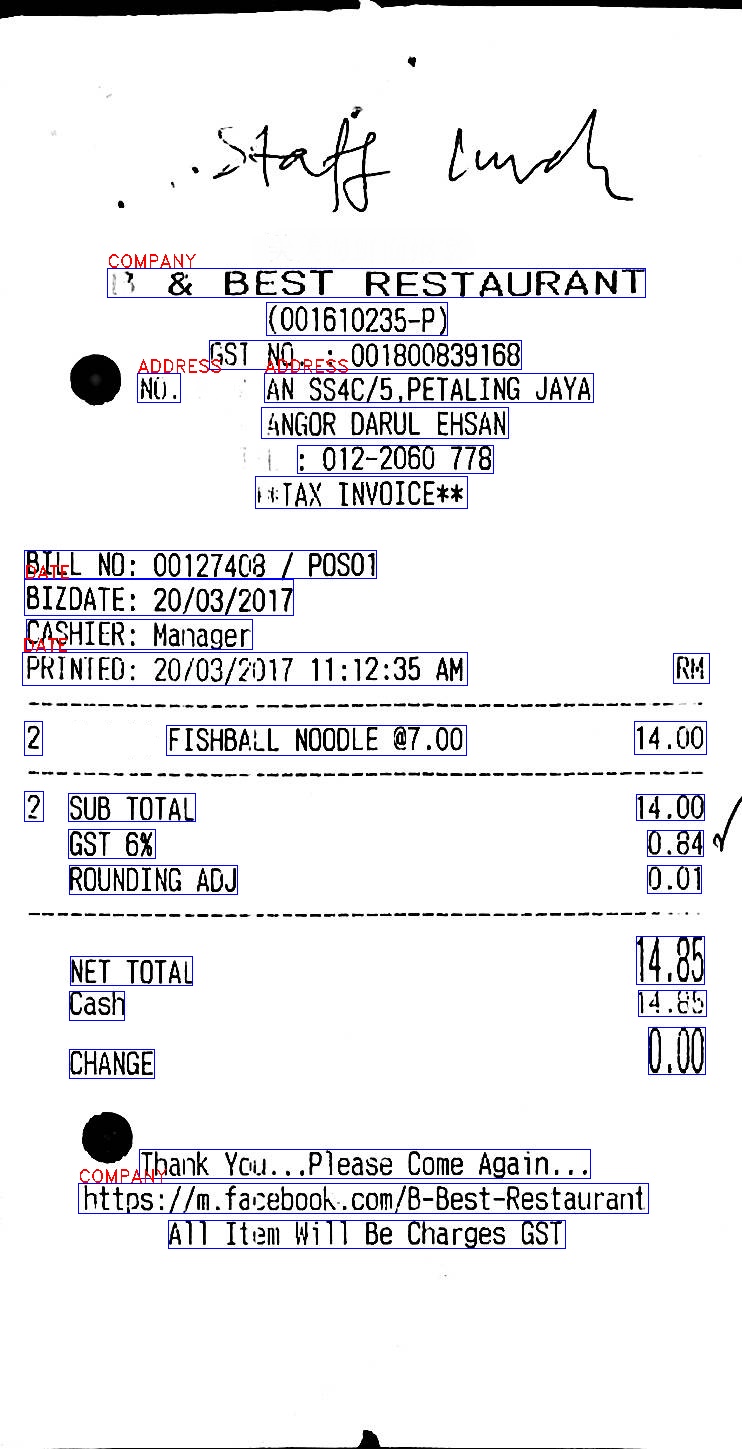 ...Staff lunch
COMPANY
B & BEST RESTAURANT
(001610235-P)
GST NO. : 001800839168
ADDRESS ADDRESS
NO. AN SS4C/5,PETALING JAYA
ANGOR DARUL EHSAN
: 012-2060 778
**TAX INVOICE**
BILL NO: 00127408 / POS01
DATE
BIZDATE: 20/03/2017
CASHIER: Manager
DATE
PRINTED: 20/03/2017 11:12:35 AM RM
2 FISHBALL NOODLE @7.00 14.00
2 SUB TOTAL 14.00
GST 6% 0.84
ROUNDING ADJ 0.01
NET TOTAL 14.85
Cash 14.85
CHANGE 0.00
Thank You...Please Come Again...
COMPANY
https://m.facebook.com/B-Best-Restaurant
All Item Will Be Charges GST